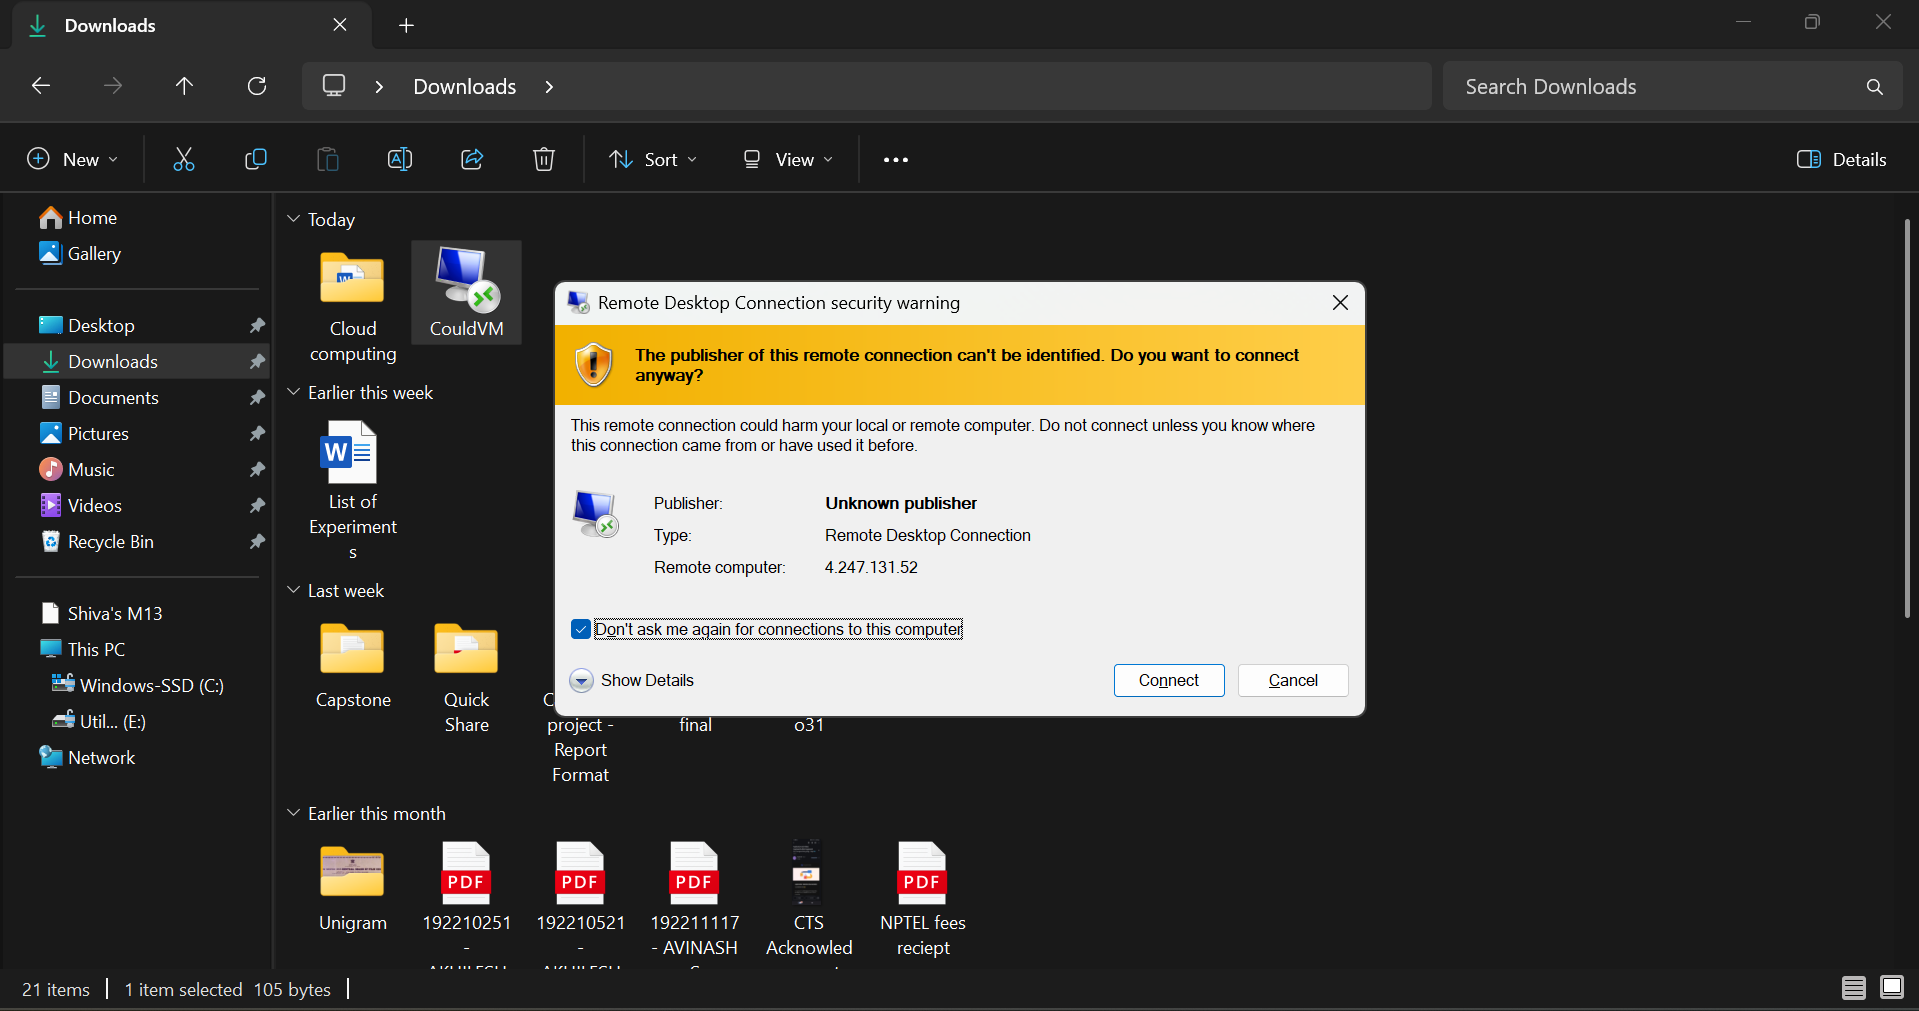 Downloads
Downloads
Search Downloads
New
Sort
View
Details
Home
Gallery
Desktop
Downloads
Documents
Pictures
Music
Videos
Recycle Bin
Shiva's M13
This PC
Windows-SSD (C:)
Util... (E:)
Network
Today
Cloud
computing
CouldVM
Earlier this week
W
List of
Experiment
s
Last week
Capstone
Quick
Share
project -
Report
Format
final
o31
Earlier this month
Unigram
PDF
192210251
-
PDF
192210521
-
PDF
192211117
- AVINASH
CTS
Acknowled
PDF
NPTEL fees
reciept
Remote Desktop Connection security warning
The publisher of this remote connection can't be identified. Do you want to connect
anyway?
This remote connection could harm your local or remote computer. Do not connect unless you know where
this connection came from or have used it before.
Publisher: Unknown publisher
Type: Remote Desktop Connection
Remote computer: 4.247.131.52
Don't ask me again for connections to this computer
Show Details
Connect
Cancel
21 items
1 item selected 105 bytes